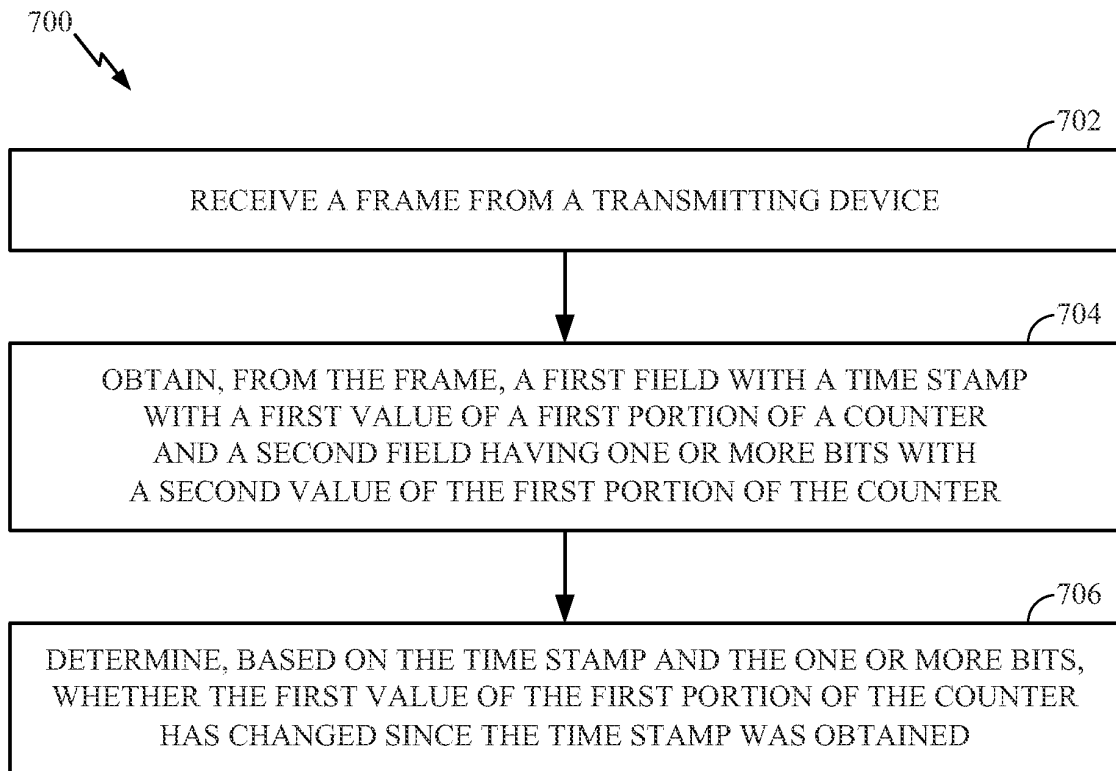 700
702
RECEIVE A FRAME FROM A TRANSMITTING DEVICE
704
OBTAIN, FROM THE FRAME, A FIRST FIELD WITH A TIME STAMP
WITH A FIRST VALUE OF A FIRST PORTION OF A COUNTER
AND A SECOND FIELD HAVING ONE OR MORE BITS WITH
A SECOND VALUE OF THE FIRST PORTION OF THE COUNTER
706
DETERMINE, BASED ON THE TIME STAMP AND THE ONE OR MORE BITS,
WHETHER THE FIRST VALUE OF THE FIRST PORTION OF THE COUNTER
HAS CHANGED SINCE THE TIME STAMP WAS OBTAINED